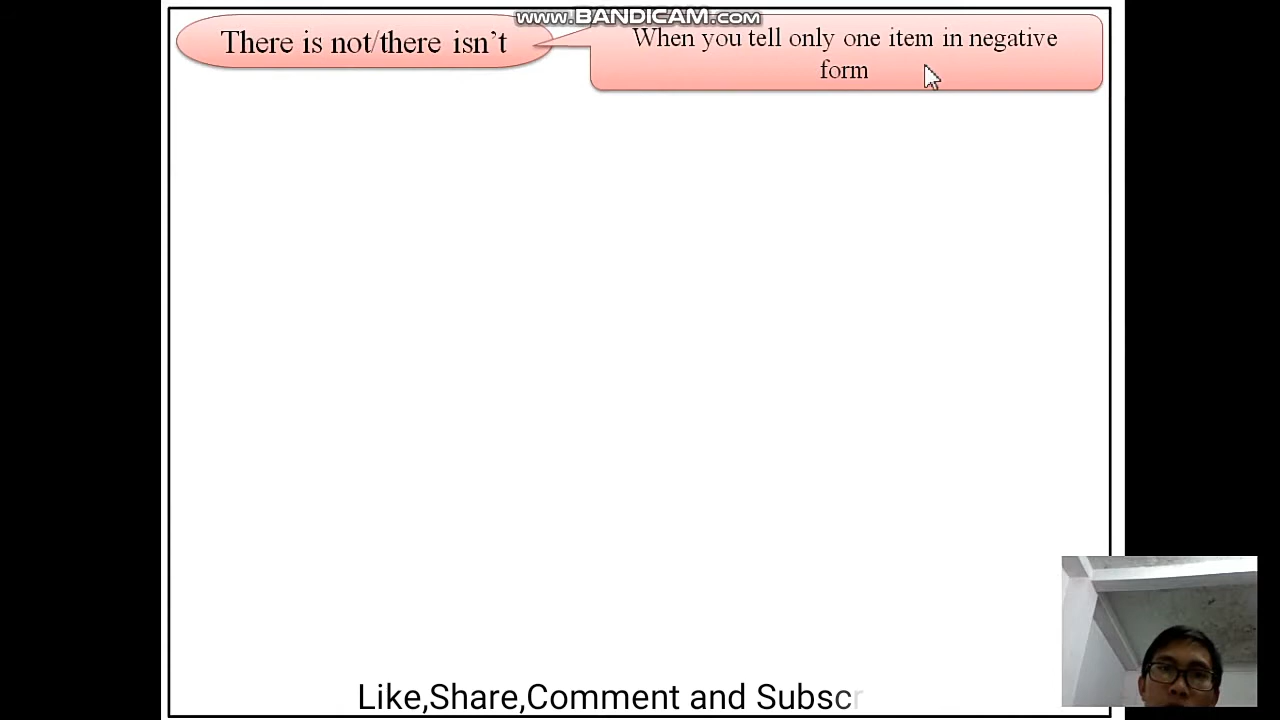 www.BANDICAM.com
There is not/there isn’t
When you tell only one item in negative
form
Like,Share,Comment and Subscr